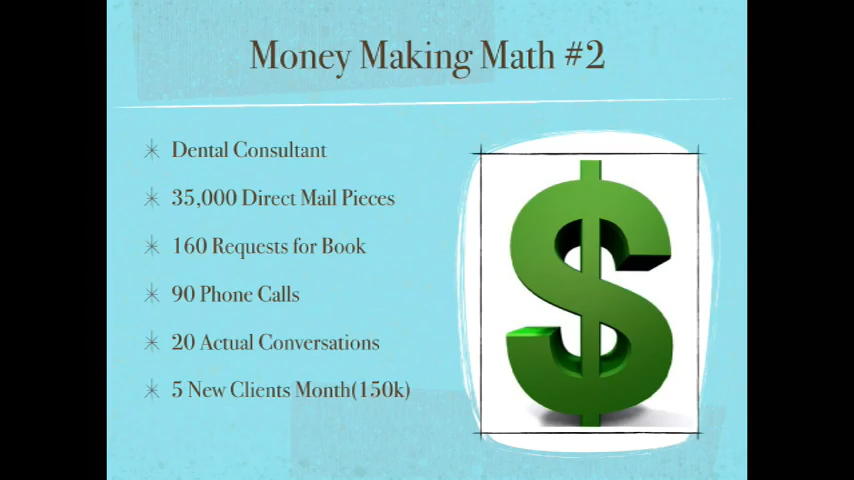 Money Making Math #2
Dental Consultant
35,000 Direct Mail Pieces
160 Requests for Book
90 Phone Calls
20 Actual Conversations
5 New Clients Month(150k)